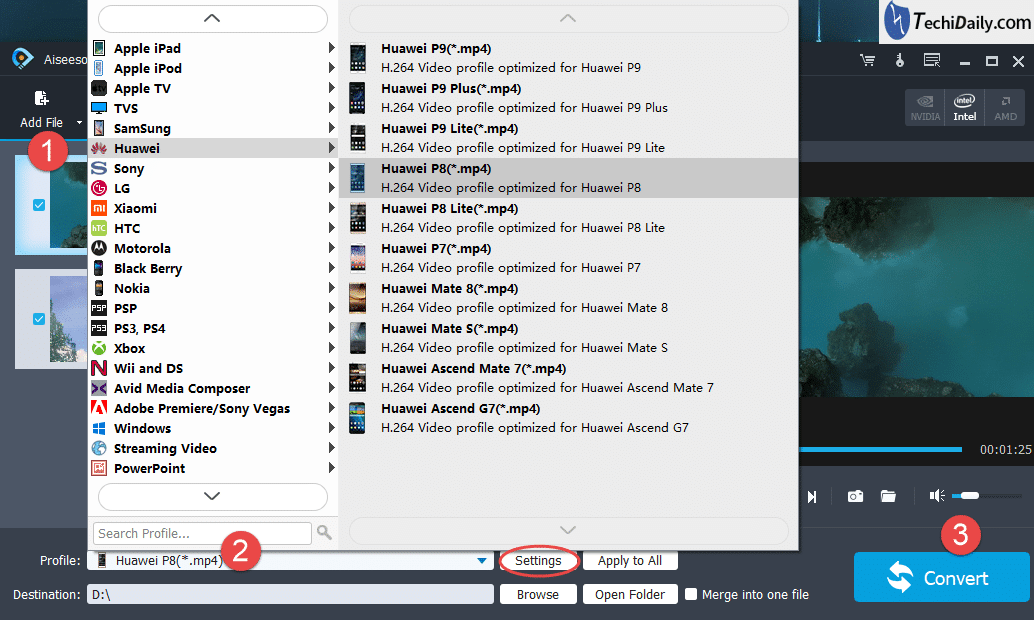 TechiDaily.com
Aiseeso
Add File
1
NVIDIA
intel
Intel
AMD
Apple iPad
Apple iPod
Apple TV
TVS
SamSung
Huawei
Sony
LG
Xiaomi
HTC
Motorola
Black Berry
Nokia
PSP
PS3, PS4
Xbox
Wii and DS
Avid Media Composer
Adobe Premiere/Sony Vegas
Windows
Streaming Video
PowerPoint
Search Profile...
2
Huawei P9(*.mp4)
H.264 Video profile optimized for Huawei P9
Huawei P9 Plus(*.mp4)
H.264 Video profile optimized for Huawei P9 Plus
Huawei P9 Lite(*.mp4)
H.264 Video profile optimized for Huawei P9 Lite
Huawei P8(*.mp4)
H.264 Video profile optimized for Huawei P8
Huawei P8 Lite(*.mp4)
H.264 Video profile optimized for Huawei P8 Lite
Huawei P7(*.mp4)
H.264 Video profile optimized for Huawei P7
Huawei Mate 8(*.mp4)
H.264 Video profile optimized for Huawei Mate 8
Huawei Mate S(*.mp4)
H.264 Video profile optimized for Huawei Mate S
Huawei Ascend Mate 7(*.mp4)
H.264 Video profile optimized for Huawei Ascend Mate 7
Huawei Ascend G7(*.mp4)
H.264 Video profile optimized for Huawei Ascend G7
00:01:25
3
Profile: Huawei P8(*.mp4) Settings Apply to All
Convert
Destination: D:\ Browse Open Folder Merge into one file